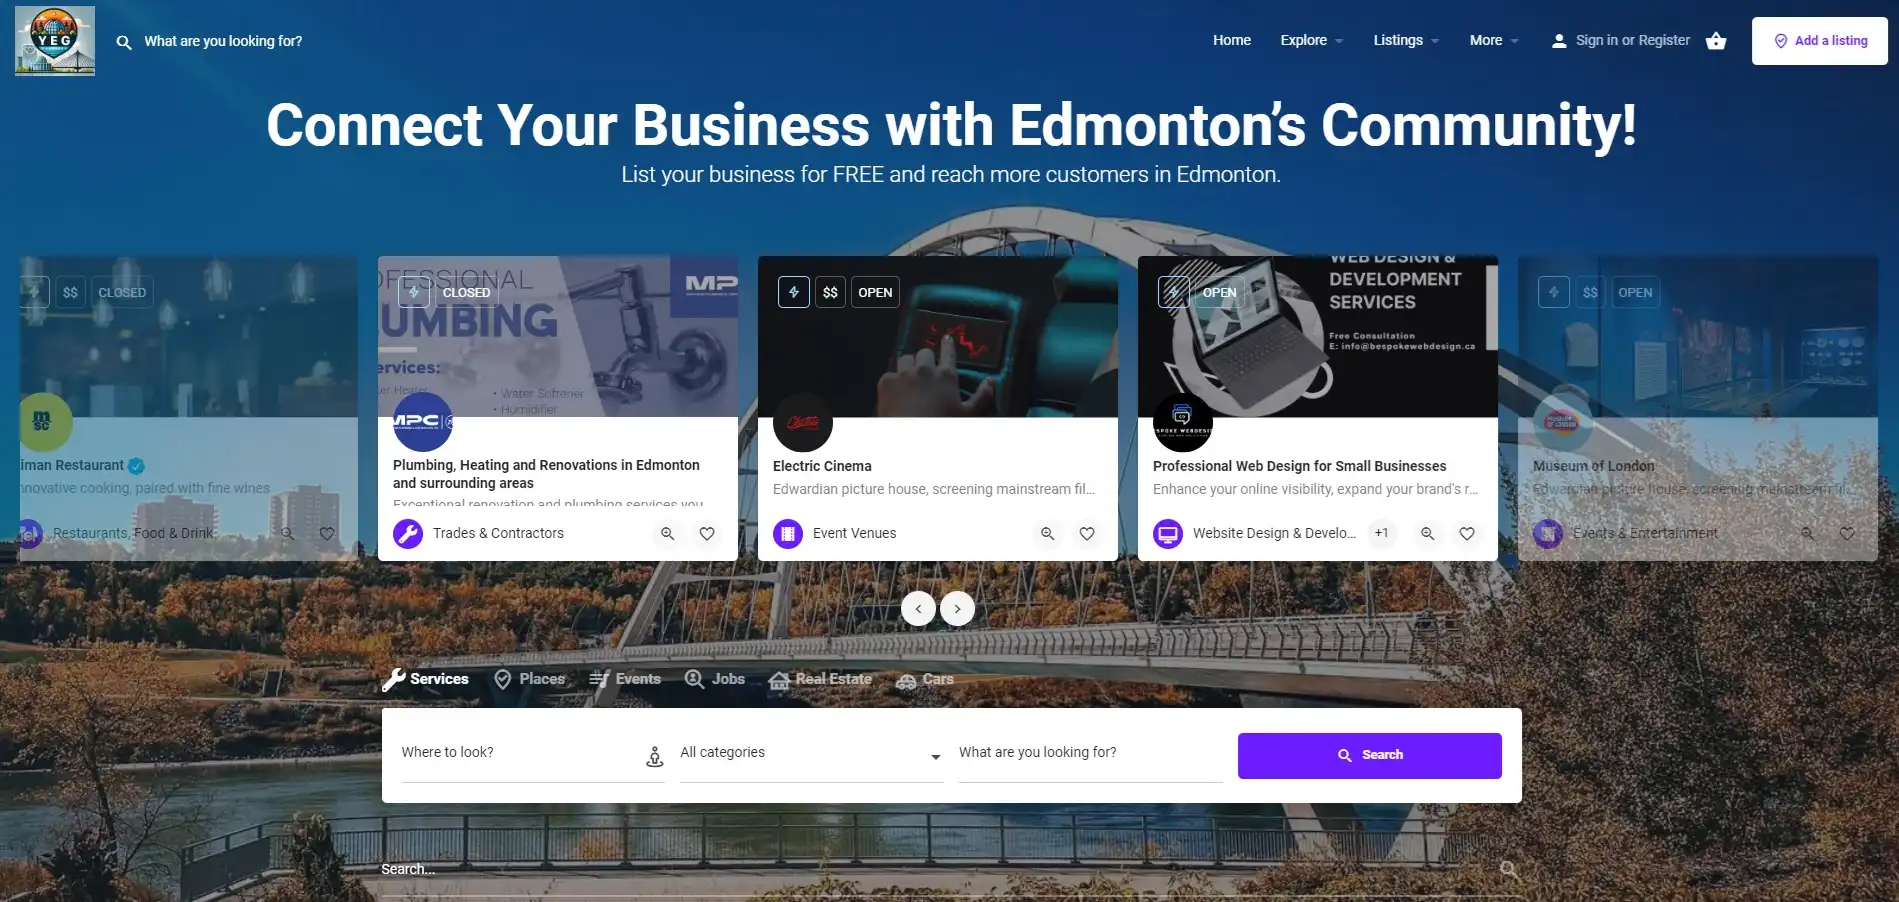 YEG
What are you looking for?
Home
Explore
Listings
More
Sign in or Register
Add a listing
Connect Your Business with Edmonton’s Community!
List your business for FREE and reach more customers in Edmonton.
$$
CLOSED
msc
iman Restaurant
nnovative cooking, paired with fine wines
Restaurants, Food & Drink
OFESSIONAL
UMBING
ervices:
er Heater
• Water Softener
• Humidifier
MP
CLOSED
MPC
Plumbing, Heating and Renovations in Edmonton
and surrounding areas
Exceptional renovation and plumbing services you
Trades & Contractors
$$
OPEN
Electric
Electric Cinema
Edwardian picture house, screening mainstream fil...
Event Venues
WEB DESIGN &
DEVELOPMENT
SERVICES
Free Consultation
E: info@bespokewebdesign.ca
OPEN
SPOKE WEBDESI
Professional Web Design for Small Businesses
Enhance your online visibility, expand your brand's r...
Website Design & Develo...
+1
$$
OPEN
MUSEUM
OF LONDON
Museum of London
Edwardian picture house, screening mainstream fil...
Events & Entertainment
Services
Places
Events
Jobs
Real Estate
Cars
Where to look?
All categories
What are you looking for?
Search
Search...